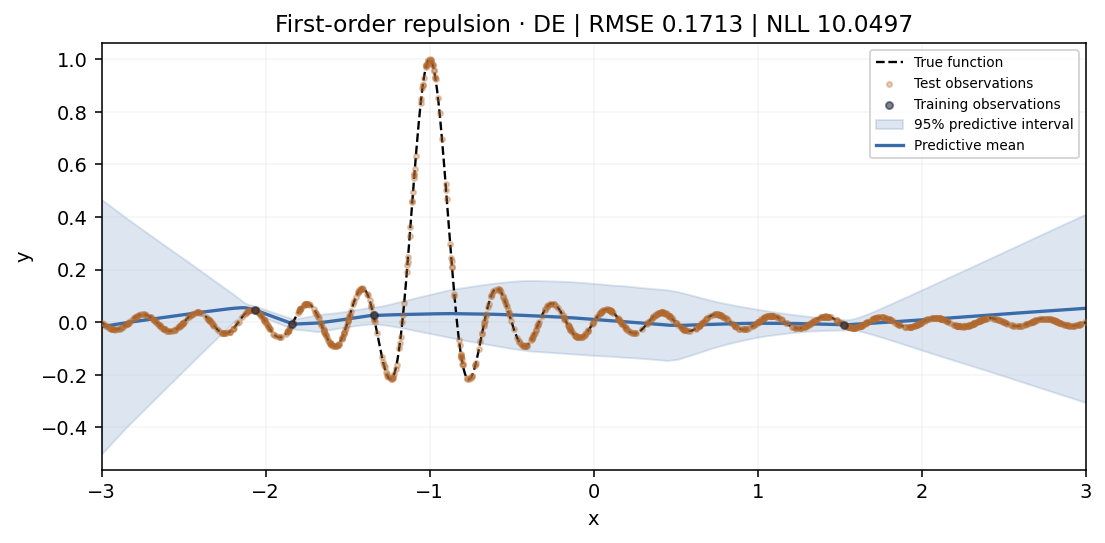 First-order repulsion · DE | RMSE 0.1713 | NLL 10.0497
True function
Test observations
Training observations
95% predictive interval
Predictive mean
y
1.0
0.8
0.6
0.4
0.2
0.0
−0.2
−0.4
−3
−2
−1
0
1
2
3
x